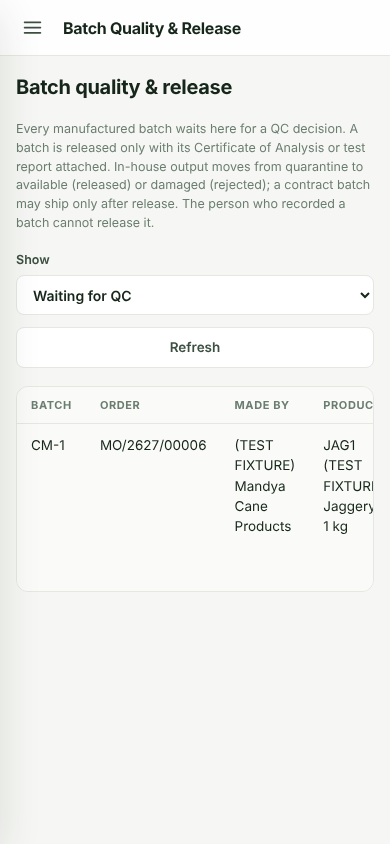 Batch Quality & Release
Batch quality & release
Every manufactured batch waits here for a QC decision. A
batch is released only with its Certificate of Analysis or test
report attached. In-house output moves from quarantine to
available (released) or damaged (rejected); a contract batch
may ship only after release. The person who recorded a
batch cannot release it.
Show
Waiting for QC
Refresh
BATCH ORDER MADE BY PRODUC
CM-1 MO/2627/00006 (TEST JAG1
FIXTURE) (TEST
Mandya FIXTUR
Cane Jaggery
Products 1 kg